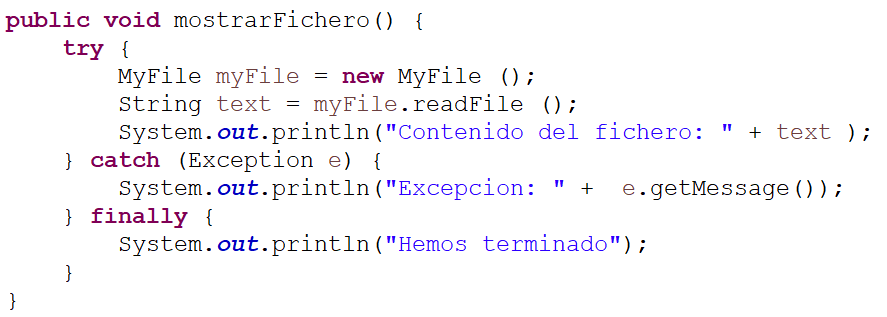 public void mostrarFichero() {
    try {
        MyFile myFile = new MyFile ();
        String text = myFile.readFile ();
        System.out.println("Contenido del fichero: " + text );
    } catch (Exception e) {
        System.out.println("Excepcion: " +  e.getMessage());
    } finally {
        System.out.println("Hemos terminado");
    }
}